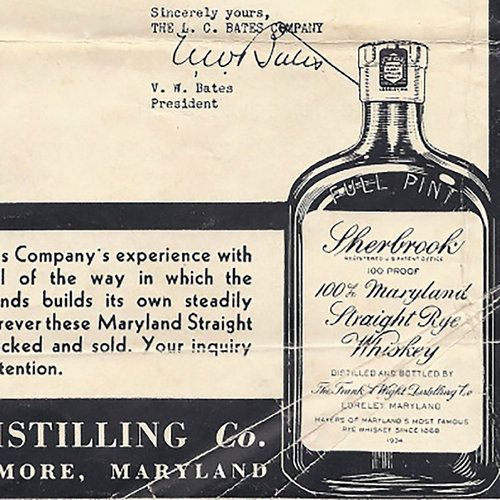 Sincerely yours,
THE L. C. BATES COMPANY
V. W. Bates
President
s Company's experience with
l of the way in which the
nds builds its own steadily
rever these Maryland Straight
cked and sold. Your inquiry
tention.
ISTILLING Co.
MORE, MARYLAND
FULL PINT
Sherbrook
REGISTERED U.S. PATENT OFFICE
100 PROOF
100% Maryland
Straight Rye
Whiskey
DISTILLED AND BOTTLED BY
The Frank L Wight Distilling Co
LORELEY, MARYLAND
MAKERS OF MARYLAND'S MOST FAMOUS
RYE WHISKEY SINCE 1868
1934